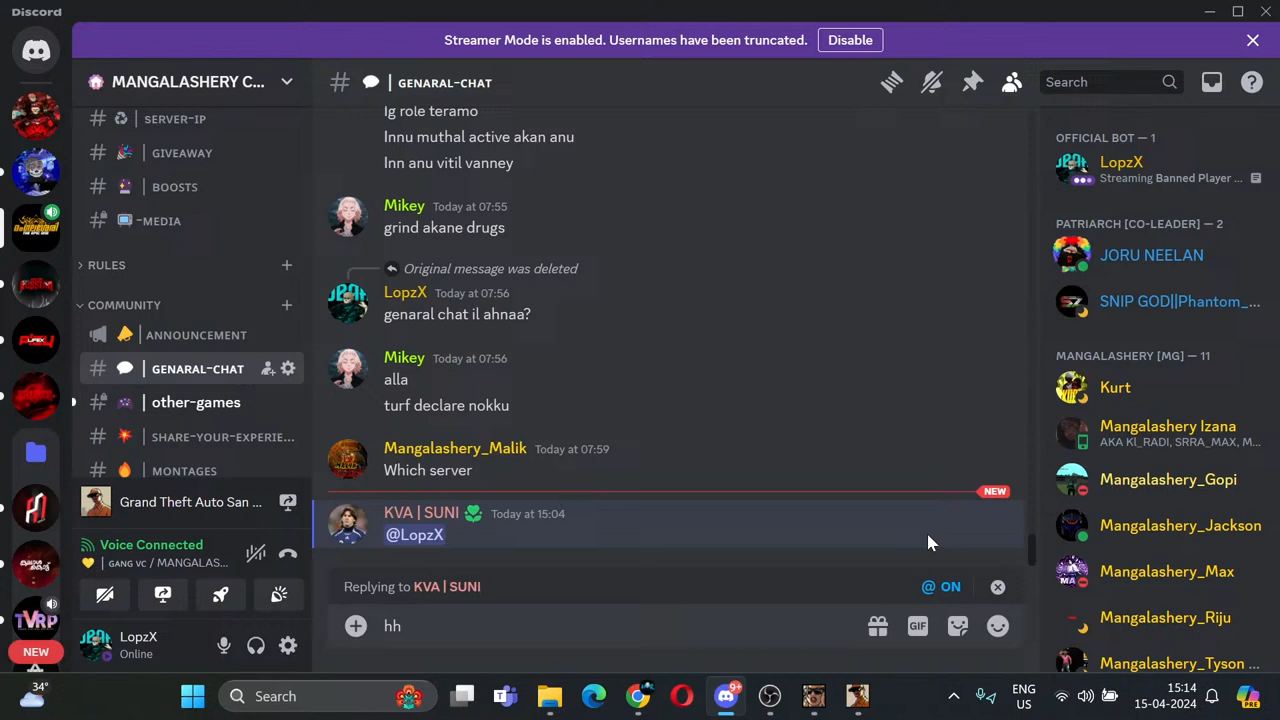 Discord
Streamer Mode is enabled. Usernames have been truncated.
Disable
MANGALASHERY C...
SERVER-IP
GIVEAWAY
BOOSTS
-MEDIA
RULES
COMMUNITY
ANNOUNCEMENT
GENARAL-CHAT
other-games
SHARE-YOUR-EXPERIE...
MONTAGES
Grand Theft Auto San ...
Voice Connected
GANG VC / MANGALAS...
LopzX
Online
NEW
GENARAL-CHAT
Search
Ig role teramo
Innu muthal active akan anu
Inn anu vitil vanney
Mikey Today at 07:55
grind akane drugs
Original message was deleted
LopzX Today at 07:56
genaral chat il ahnaa?
Mikey Today at 07:56
alla
turf declare nokku
Mangalashery_Malik Today at 07:59
Which server
NEW
KVA | SUNI Today at 15:04
@LopzX
Replying to KVA | SUNI
@ ON
hh
GIF
OFFICIAL BOT — 1
LopzX
Streaming Banned Player ...
PATRIARCH [CO-LEADER] — 2
JORU NEELAN
SNIP GOD||Phantom_...
MANGALASHERY [MG] — 11
Kurt
Mangalashery Izana
AKA KI_RADI, SRRA_MAX, M...
Mangalashery_Gopi
Mangalashery_Jackson
Mangalashery_Max
Mangalashery_Riju
Mangalashery_Tyson ...
34°
Search
9+
ENG
US
15:14
15-04-2024
PRE